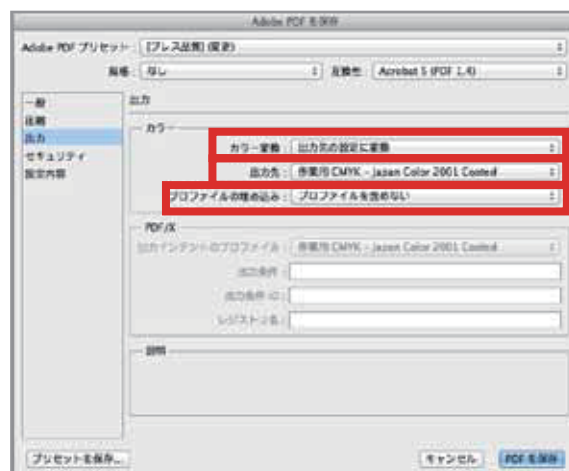 Adobe PDF を保存
Adobe PDF プリセット： [プレス品質] (変更)
規格： なし 互換性： Acrobat 5 (PDF 1.4)
一般
圧縮
出力
セキュリティ
設定内容
出力
カラー
カラー変換： 出力先の設定に変換
出力先： 作業用 CMYK - Japan Color 2001 Coated
プロファイルの埋め込み： プロファイルを含めない
PDF/X
出力インテントのプロファイル： 作業用 CMYK - Japan Color 2001 Coated
出力条件：
出力条件 ID：
レジストリ名：
説明
プリセットを保存... キャンセル PDF を保存